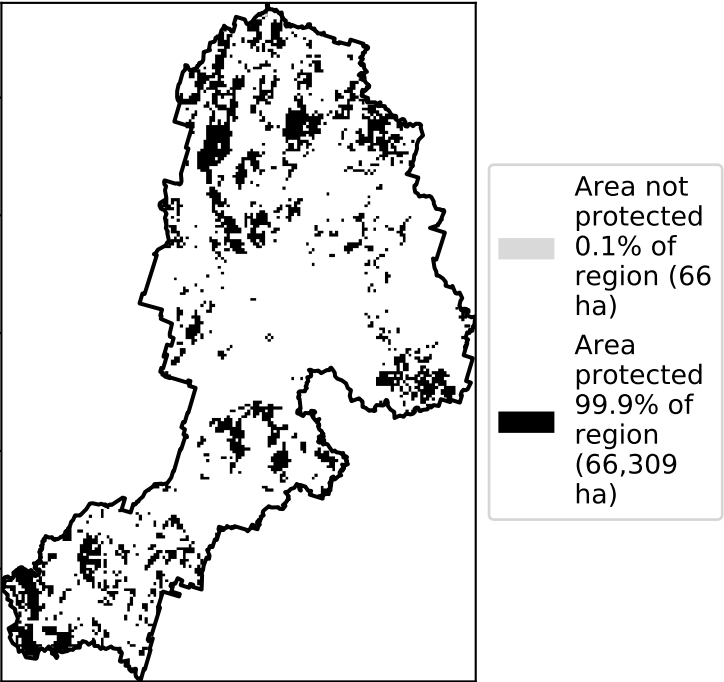 Area not
protected
0.1% of
region (66
ha)
Area
protected
99.9% of
region
(66,309
ha)